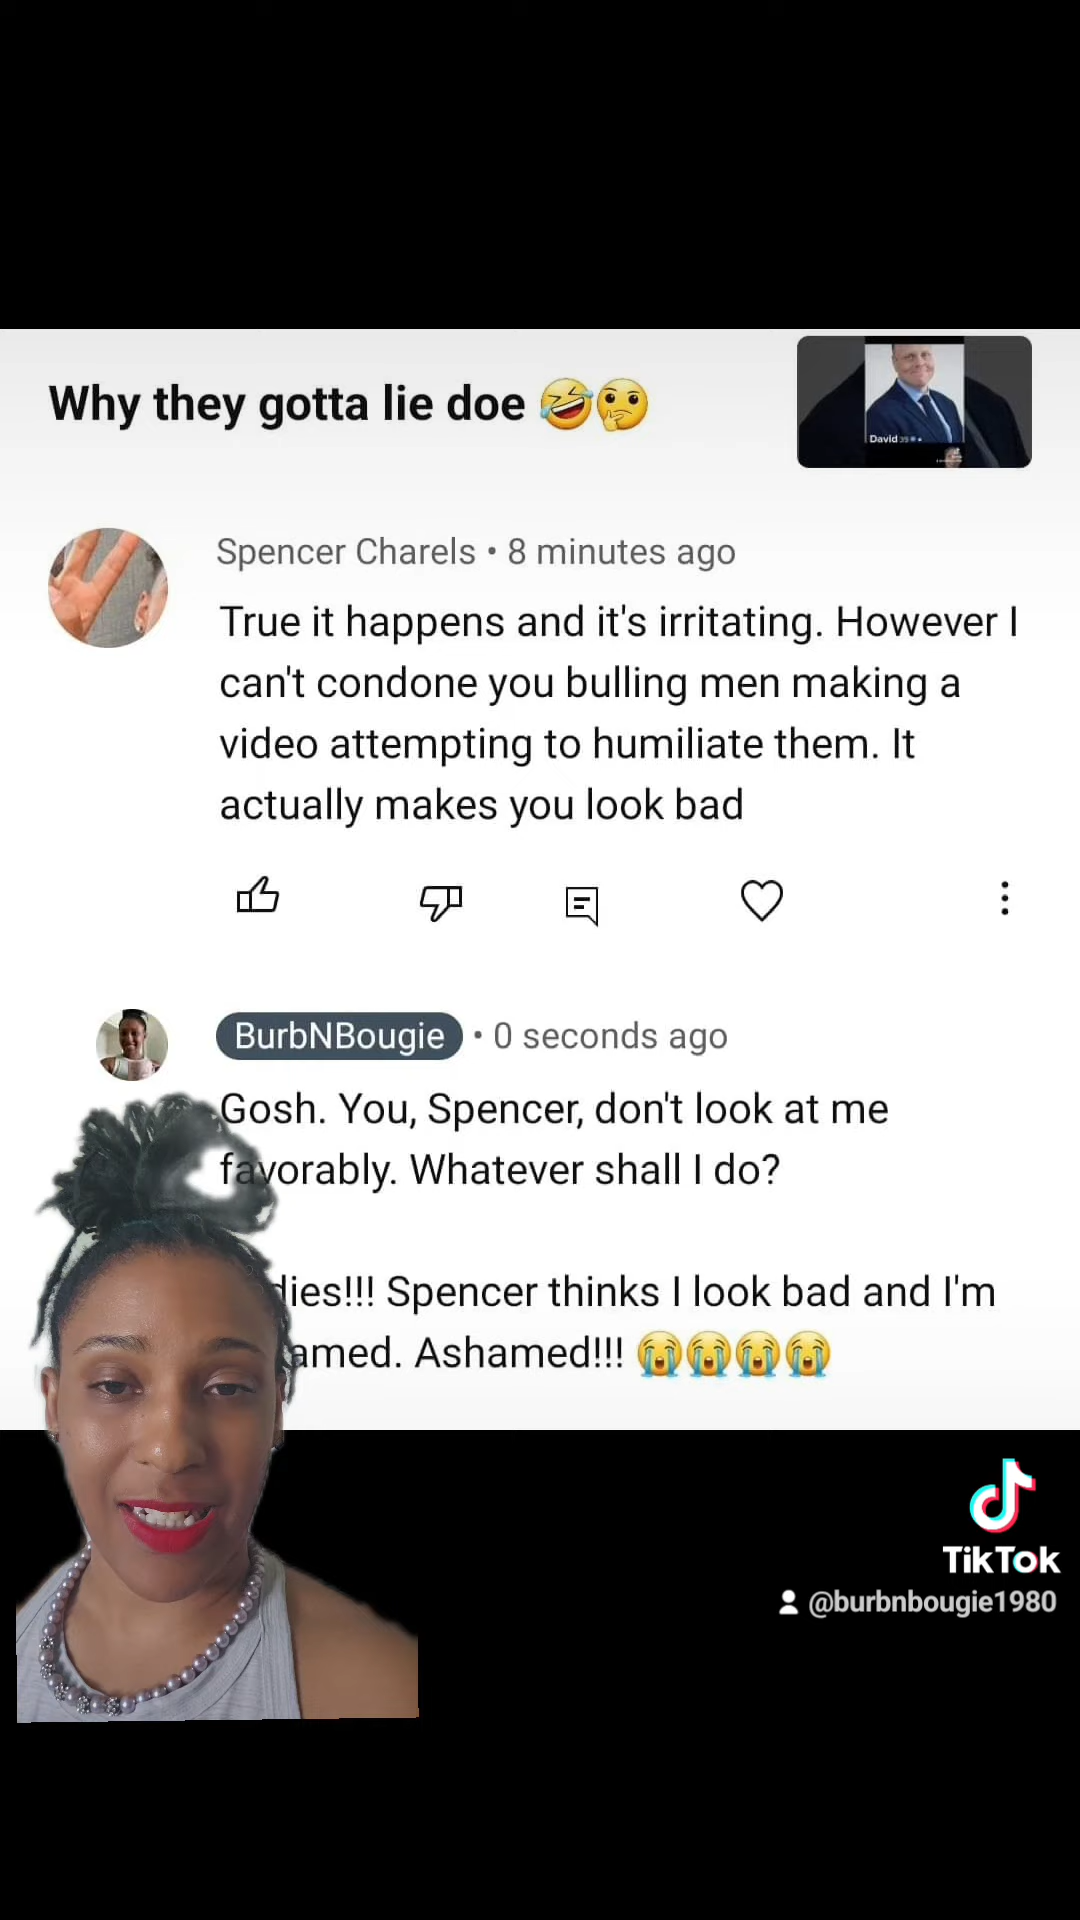 Why they gotta lie doe 🤣🤔
David 39
Spencer Charels • 8 minutes ago
True it happens and it's irritating. However I
can't condone you bulling men making a
video attempting to humiliate them. It
actually makes you look bad
BurbNBougie • 0 seconds ago
Gosh. You, Spencer, don't look at me
favorably. Whatever shall I do?
dies!!! Spencer thinks I look bad and I'm
amed. Ashamed!!! 😭😭😭😭
TikTok
@burbnbougie1980